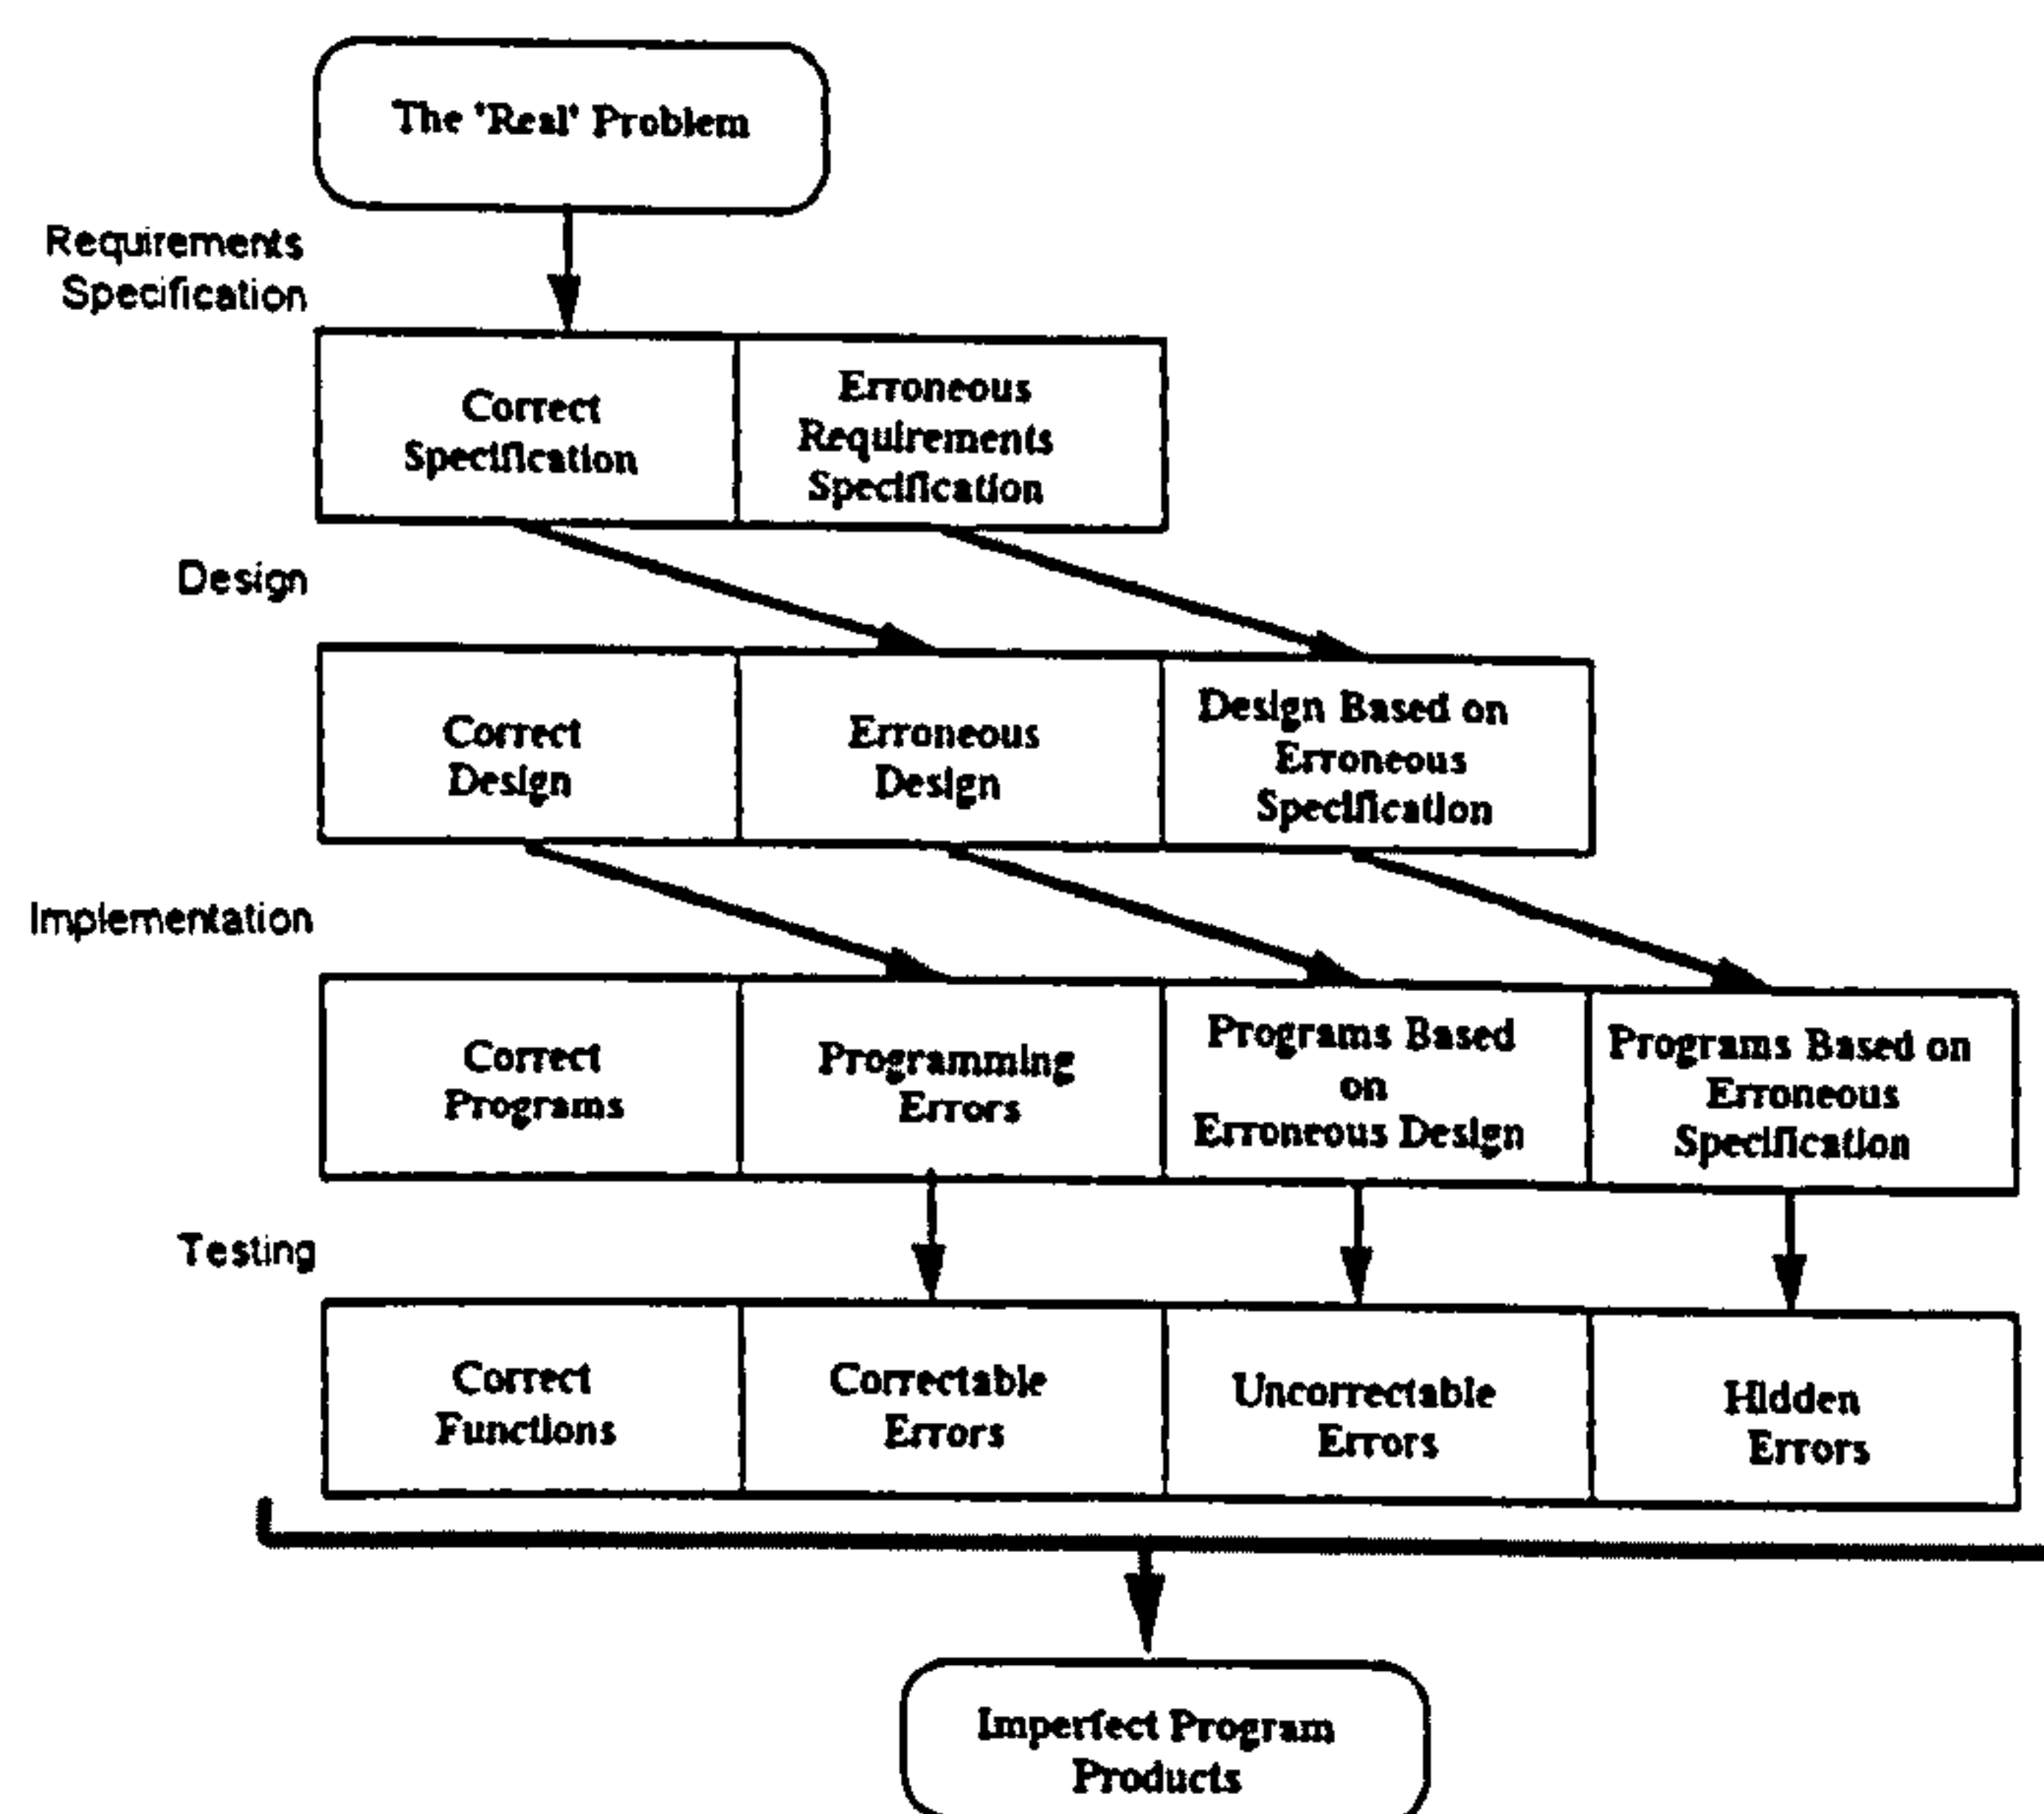 The 'Real' Problem
Requirements
Specification
Correct
Specification
Erroneous
Requirements
Specification
Design
Correct
Design
Erroneous
Design
Design Based on
Erroneous
Specification
Implementation
Correct
Programs
Programming
Errors
Programs Based
on
Erroneous Design
Programs Based on
Erroneous
Specification
Testing
Correct
Functions
Correctable
Errors
Uncorrectable
Errors
Hidden
Errors
Imperfect Program
Products